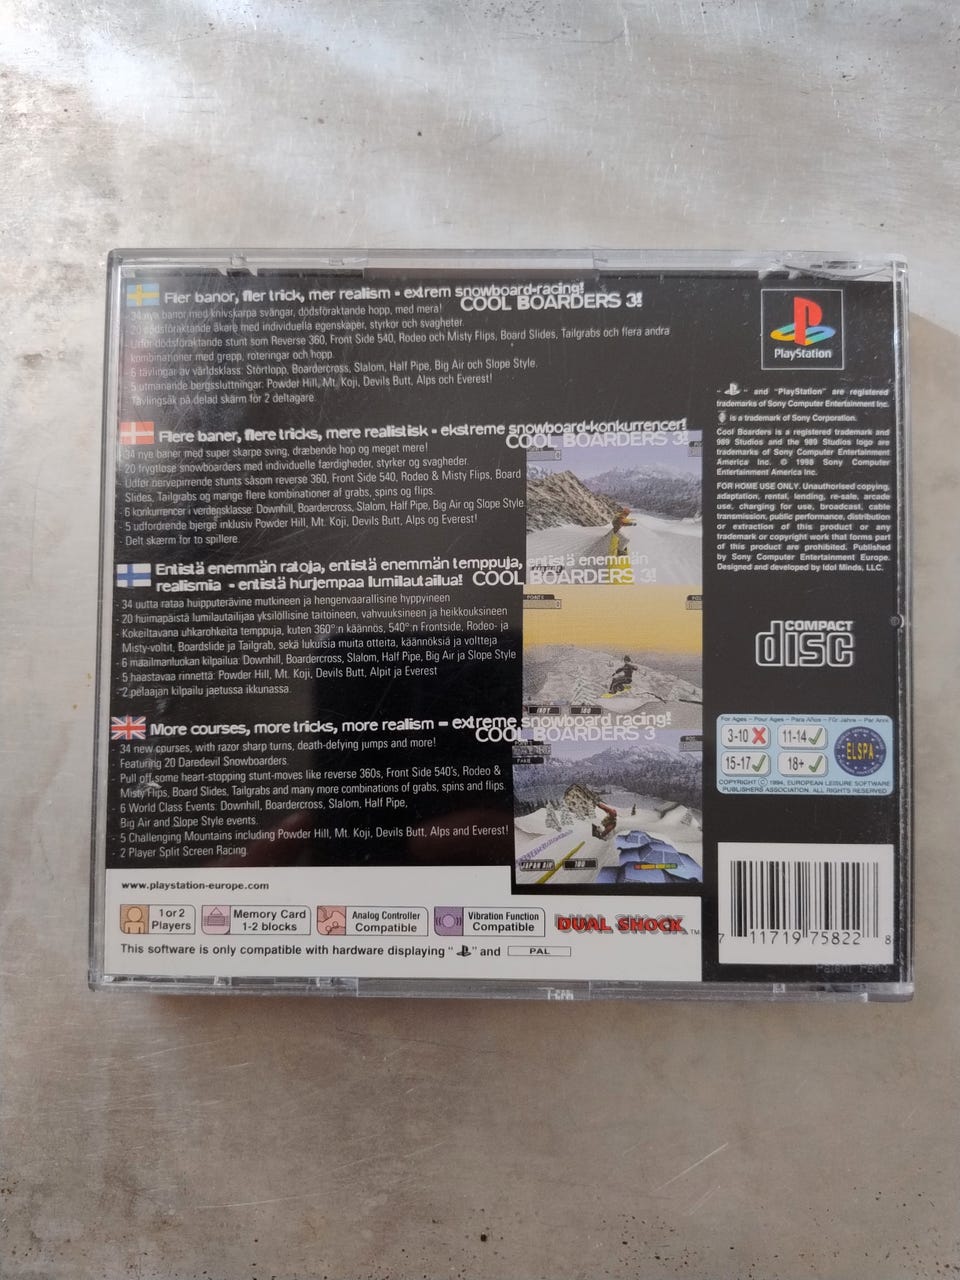 Fler banor, fler trick, mer realism - extrem snowboard-racing!
COOL BOARDERS 3!
- 34 nya banor med knivskarpa svängar, dödsföraktande hopp, med mera!
- 20 dödsföraktande åkare med individuella egenskaper, styrkor och svagheter.
- Utför dödsföraktande stunt som Reverse 360, Front Side 540, Rodeo och Misty Flips, Board Slides, Tailgrabs och flera andra
kombinationer med grepp, roteringar och hopp.
- 6 tävlingar av världsklass: Störtlopp, Boardercross, Slalom, Half Pipe, Big Air och Slope Style.
- 5 utmanande bergssluttningar: Powder Hill, Mt. Koji, Devils Butt, Alps och Everest!
- Tävlingsåk på delad skärm för 2 deltagare.
Flere baner, flere tricks, mere realistisk - ekstreme snowboard-konkurrencer!
COOL BOARDERS 3!
- 34 nye baner med super skarpe sving, dræbende hop og meget mere!
- 20 frygtløse snowboarders med individuelle færdigheder, styrker og svagheder.
- Udfør nervepirrende stunts såsom reverse 360, Front Side 540, Rodeo & Misty Flips, Board
Slides, Tailgrabs og mange flere kombinationer af grabs, spins og flips.
- 6 konkurrencer i verdensklasse: Downhill, Boardercross, Slalom, Half Pipe, Big Air og Slope Style
- 5 udfordrende bjerge inklusiv Powder Hill, Mt. Koji, Devils Butt, Alps og Everest!
- Delt skærm for to spillere.
Entistä enemmän ratoja, entistä enemmän temppuja, entistä enemmän
realismia - entistä hurjempaa lumilautailua! COOL BOARDERS 3!
- 34 uutta rataa huipputerävine mutkineen ja hengenvaarallisine hyppyineen
- 20 huimapäistä lumilautailijaa yksilöllisine taitoineen, vahvuuksineen ja heikkouksineen
- Kokeiltavana uhkarohkeita temppuja, kuten 360°:n käännös, 540°:n Frontside, Rodeo- ja
Misty-voltit, Boardslide ja Tailgrab, sekä lukuisia muita otteita, käännöksiä ja voltteja
- 6 maailmanluokan kilpailua: Downhill, Boardercross, Slalom, Half Pipe, Big Air ja Slope Style
- 5 haastavaa rinnettä: Powder Hill, Mt. Koji, Devils Butt, Alpit ja Everest
- 2 pelaajan kilpailu jaetussa ikkunassa.
More courses, more tricks, more realism - extreme snowboard racing!
COOL BOARDERS 3
- 34 new courses, with razor sharp turns, death-defying jumps and more!
- Featuring 20 Daredevil Snowboarders.
- Pull off some heart-stopping stunt-moves like reverse 360s, Front Side 540's, Rodeo &
Misty Flips, Board Slides, Tailgrabs and many more combinations of grabs, spins and flips.
- 6 World Class Events: Downhill, Boardercross, Slalom, Half Pipe,
Big Air and Slope Style events.
- 5 Challenging Mountains including Powder Hill, Mt. Koji, Devils Butt, Alps and Everest!
- 2 Player Split Screen Racing.
JAPAN AIR 180
www.playstation-europe.com
1 or 2
Players
Memory Card
1-2 blocks
Analog Controller
Compatible
Vibration Function
Compatible
DUAL SHOCK™
This software is only compatible with hardware displaying " " and PAL
PlayStation
" " and "PlayStation" are registered
trademarks of Sony Computer Entertainment Inc.
is a trademark of Sony Corporation.
Cool Boarders is a registered trademark and
989 Studios and the 989 Studios logo are
trademarks of Sony Computer Entertainment
America Inc. © 1998 Sony Computer
Entertainment America Inc.
FOR HOME USE ONLY. Unauthorised copying,
adaptation, rental, lending, re-sale, arcade
use, charging for use, broadcast, cable
transmission, public performance, distribution
or extraction of this product or any
trademark or copyright work that forms part
of this product are prohibited. Published
by Sony Computer Entertainment Europe.
Designed and developed by Idol Minds, LLC.
COMPACT
disc
For Ages - Pour Ages - Para Años - Für Jahre - Per Anni
3-10 11-14
15-17 18+
ELSPA
COPYRIGHT © 1994, EUROPEAN LEISURE SOFTWARE
PUBLISHERS ASSOCIATION. ALL RIGHTS RESERVED
7 11719 75822 8